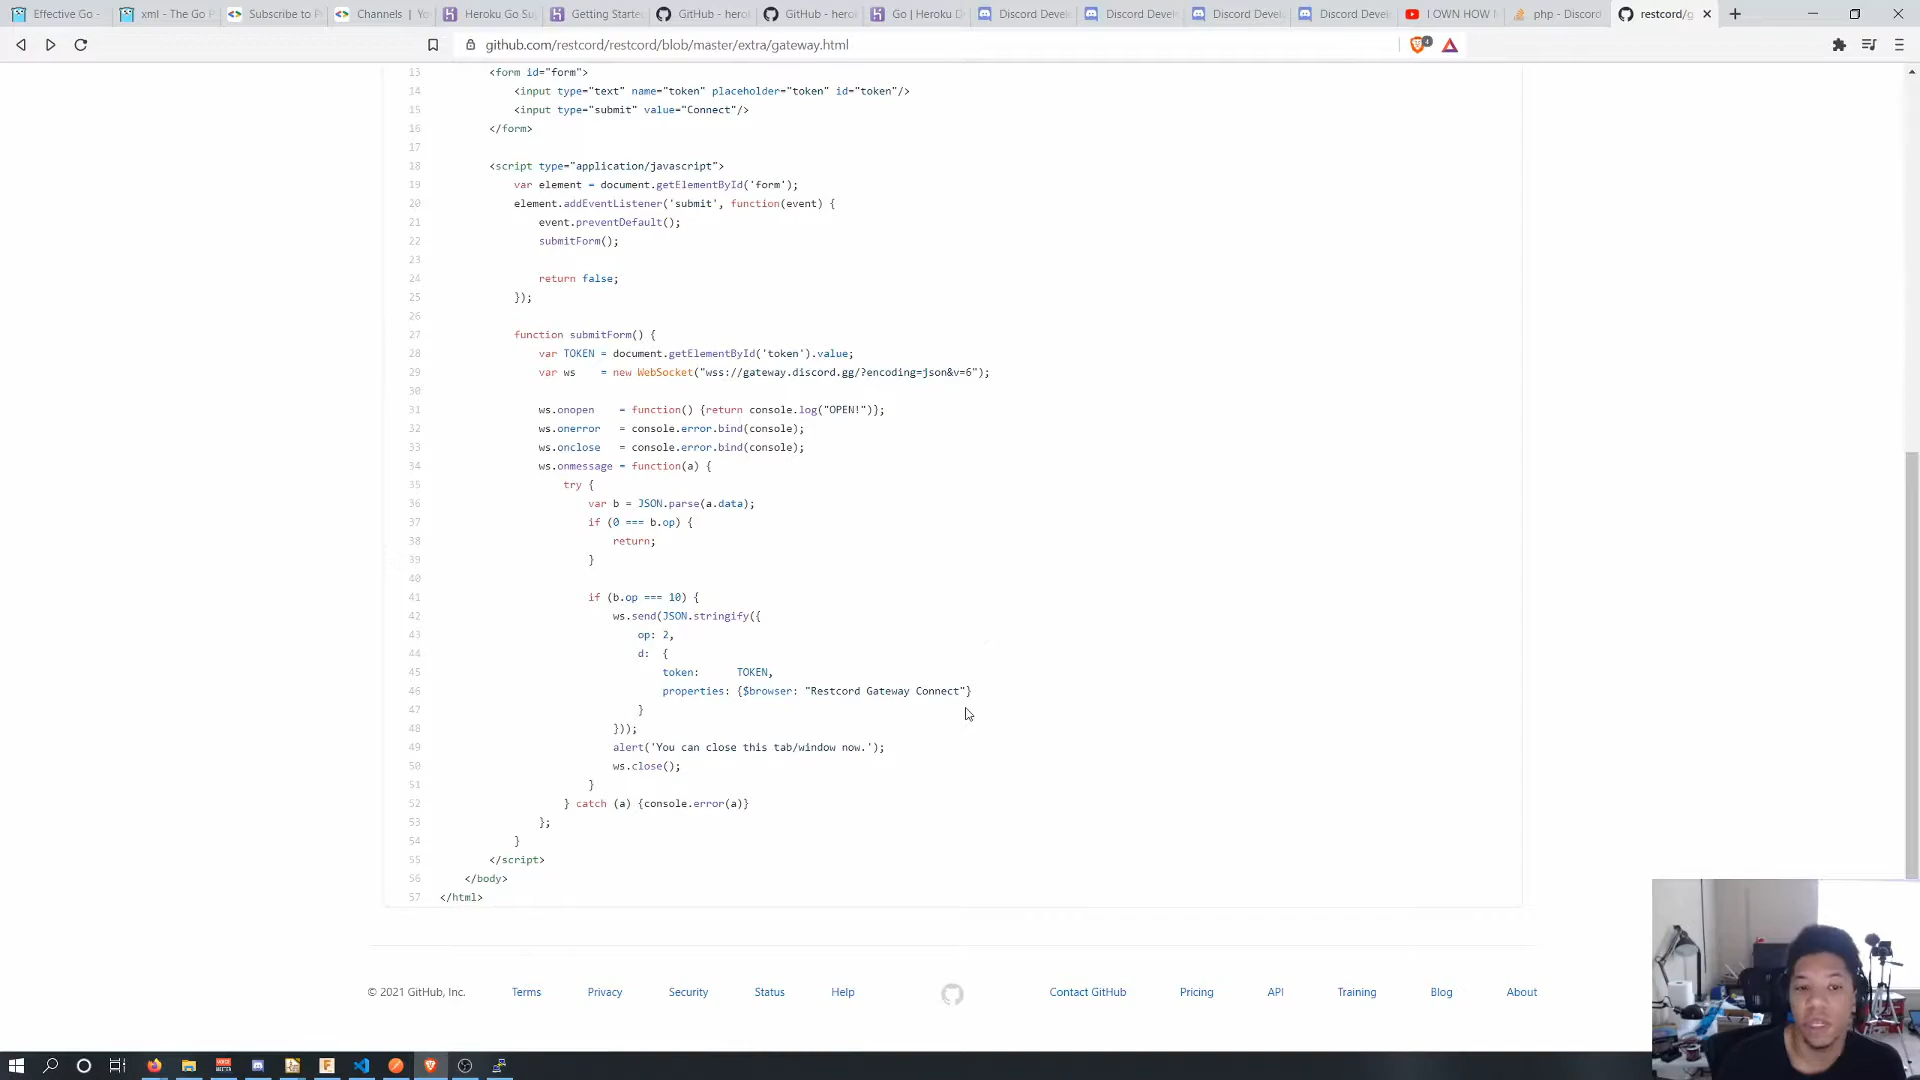 Effective Go -
xml - The Go P
Subscribe to P
Channels | Yo
Heroku Go Su
Getting Starte
GitHub - hero
GitHub - hero
Go | Heroku D
Discord Devel
Discord Devel
Discord Devel
Discord Devel
I OWN HOW
php - Discord
restcord/g
github.com/restcord/restcord/blob/master/extra/gateway.html
13 <form id="form">
14 <input type="text" name="token" placeholder="token" id="token"/>
15 <input type="submit" value="Connect"/>
16 </form>
17
18 <script type="application/javascript">
19 var element = document.getElementById('form');
20 element.addEventListener('submit', function(event) {
21 event.preventDefault();
22 submitForm();
23
24 return false;
25 });
26
27 function submitForm() {
28 var TOKEN = document.getElementById('token').value;
29 var ws = new WebSocket("wss://gateway.discord.gg/?encoding=json&v=6");
30
31 ws.onopen = function() {return console.log("OPEN!")};
32 ws.onerror = console.error.bind(console);
33 ws.onclose = console.error.bind(console);
34 ws.onmessage = function(a) {
35 try {
36 var b = JSON.parse(a.data);
37 if (0 === b.op) {
38 return;
39 }
40
41 if (b.op === 10) {
42 ws.send(JSON.stringify({
43 op: 2,
44 d: {
45 token: TOKEN,
46 properties: {$browser: "Restcord Gateway Connect"}
47 }
48 }));
49 alert('You can close this tab/window now.');
50 ws.close();
51 }
52 } catch (a) {console.error(a)}
53 };
54 }
55 </script>
56 </body>
57 </html>
© 2021 GitHub, Inc.
Terms
Privacy
Security
Status
Help
Contact GitHub
Pricing
API
Training
Blog
About